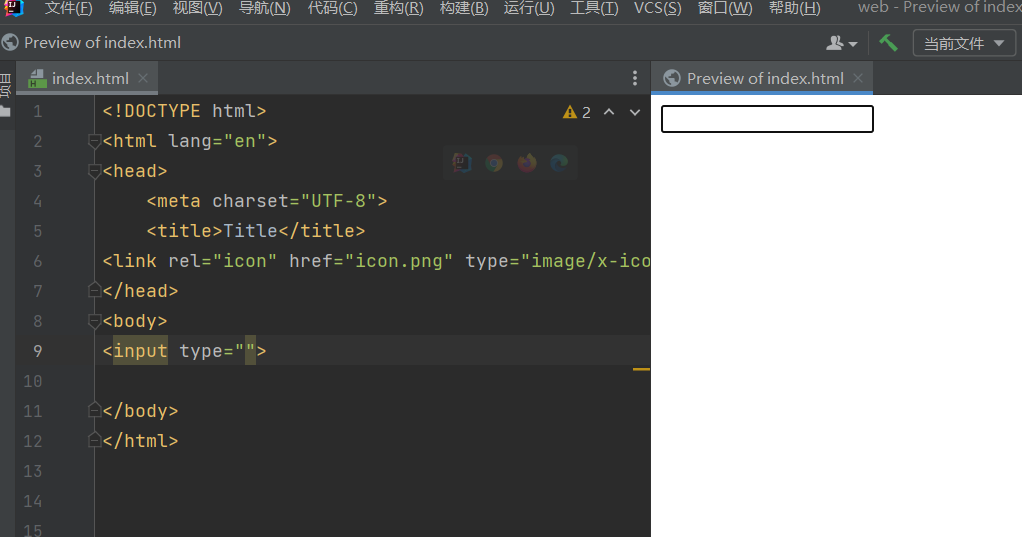 文件(F) 编辑(E) 视图(V) 导航(N) 代码(C) 重构(R) 构建(B) 运行(U) 工具(T) VCS(S) 窗口(W) 帮助(H) web - Preview of index
Preview of index.html 当前文件
项目 index.html Preview of index.html
1 <!DOCTYPE html> 2
2 <html lang="en">
3 <head>
4 <meta charset="UTF-8">
5 <title>Title</title>
6 <link rel="icon" href="icon.png" type="image/x-ico
7 </head>
8 <body>
9 <input type="">
10
11 </body>
12 </html>
13
14
15